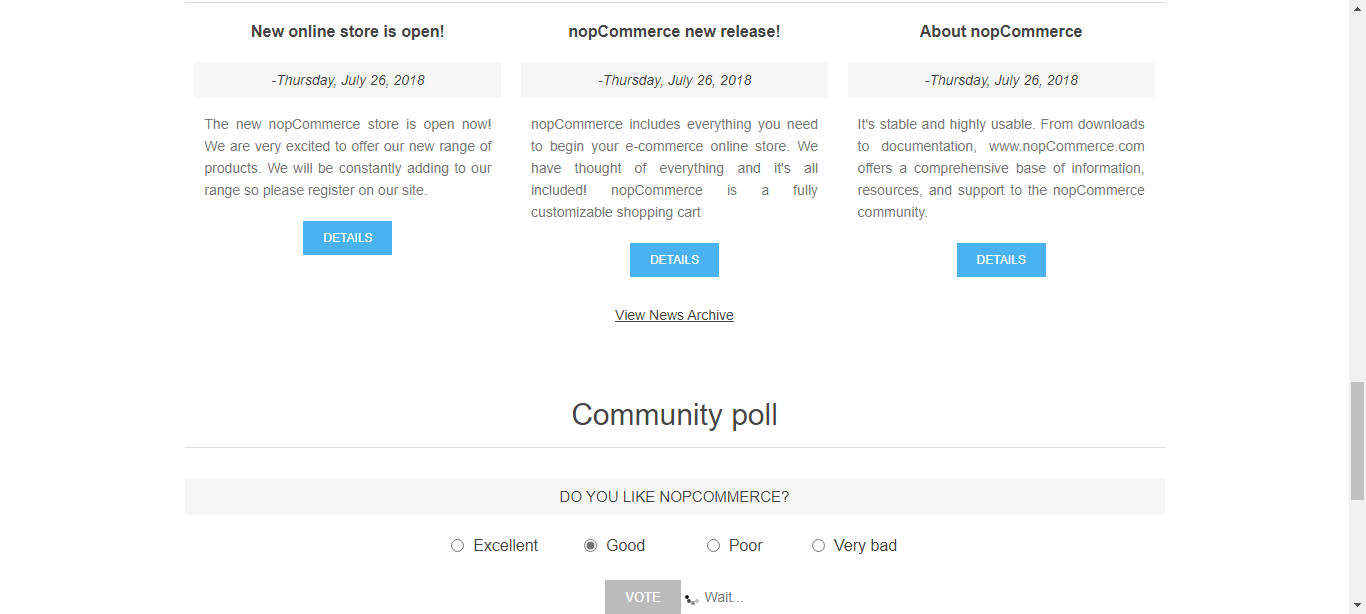 New online store is open!
-Thursday, July 26, 2018
The new nopCommerce store is open now!
We are very excited to offer our new range of
products. We will be constantly adding to our
range so please register on our site.
DETAILS
nopCommerce new release!
-Thursday, July 26, 2018
nopCommerce includes everything you need
to begin your e-commerce online store. We
have thought of everything and it's all
included! nopCommerce is a fully
customizable shopping cart
DETAILS
About nopCommerce
-Thursday, July 26, 2018
It's stable and highly usable. From downloads
to documentation, www.nopCommerce.com
offers a comprehensive base of information,
resources, and support to the nopCommerce
community.
DETAILS
View News Archive
Community poll
DO YOU LIKE NOPCOMMERCE?
Excellent Good Poor Very bad
VOTE Wait...